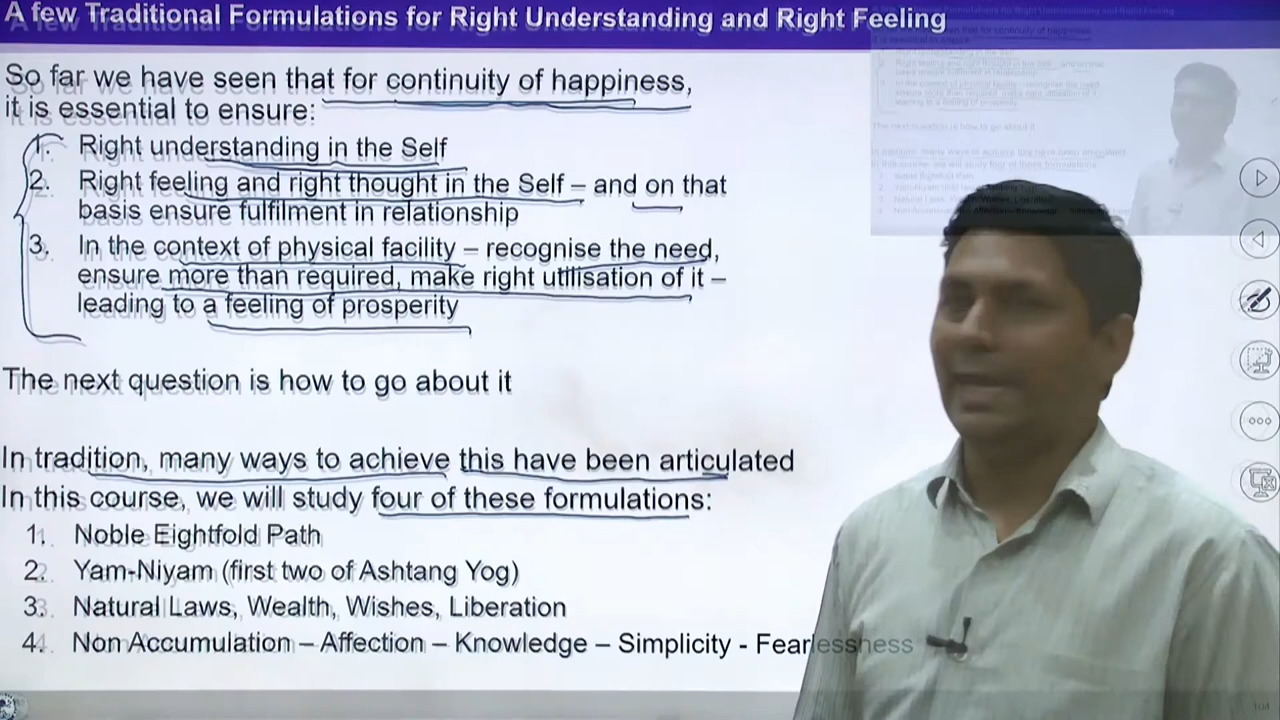 A few Traditional Formulations for Right Understanding and Right Feeling
So far we have seen that for continuity of happiness,
it is essential to ensure:
1. Right understanding in the Self
2. Right feeling and right thought in the Self – and on that
basis ensure fulfilment in relationship
3. In the context of physical facility – recognise the need,
ensure more than required, make right utilisation of it –
leading to a feeling of prosperity
The next question is how to go about it
In tradition, many ways to achieve this have been articulated
In this course, we will study four of these formulations:
1. Noble Eightfold Path
2. Yam-Niyam (first two of Ashtang Yog)
3. Natural Laws, Wealth, Wishes, Liberation
4. Non Accumulation – Affection – Knowledge – Simplicity - Fearlessness
104